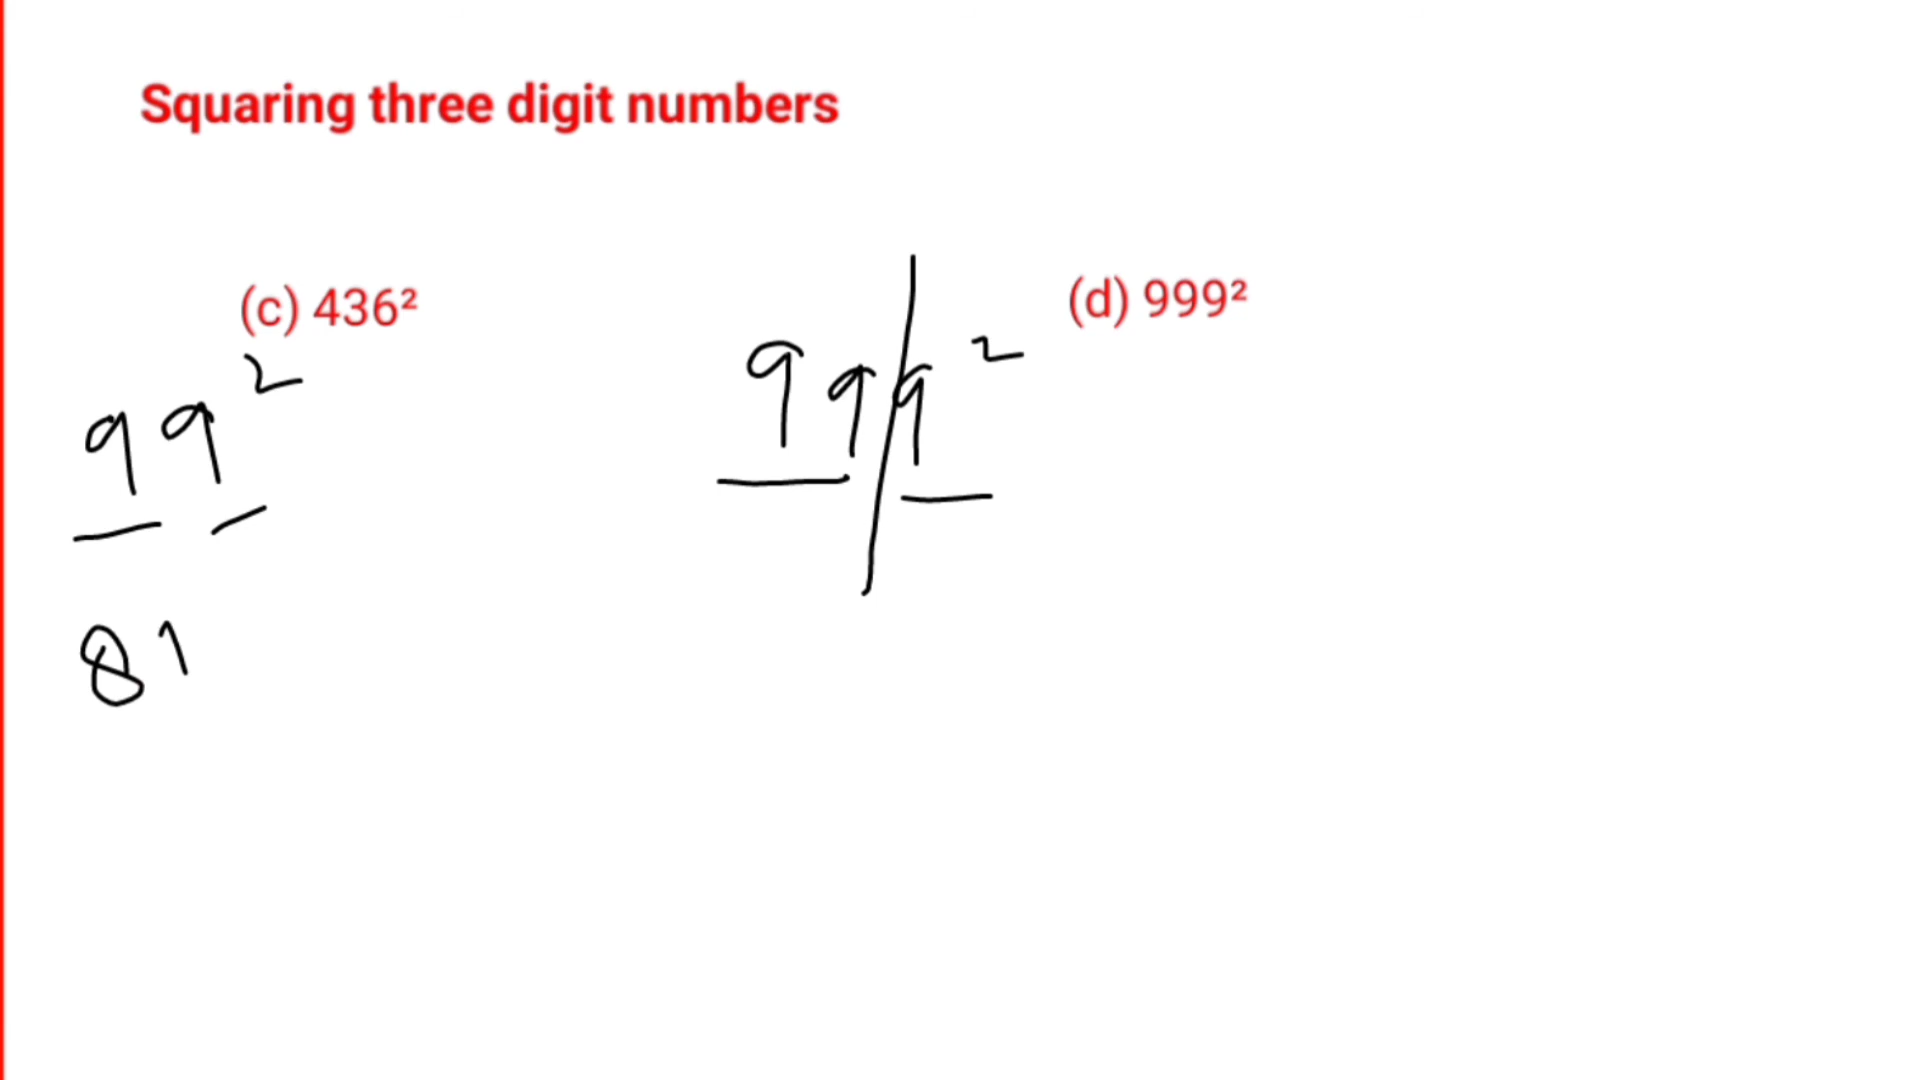 Squaring three digit numbers
(c) 436²
(d) 999²
99²
999²
81